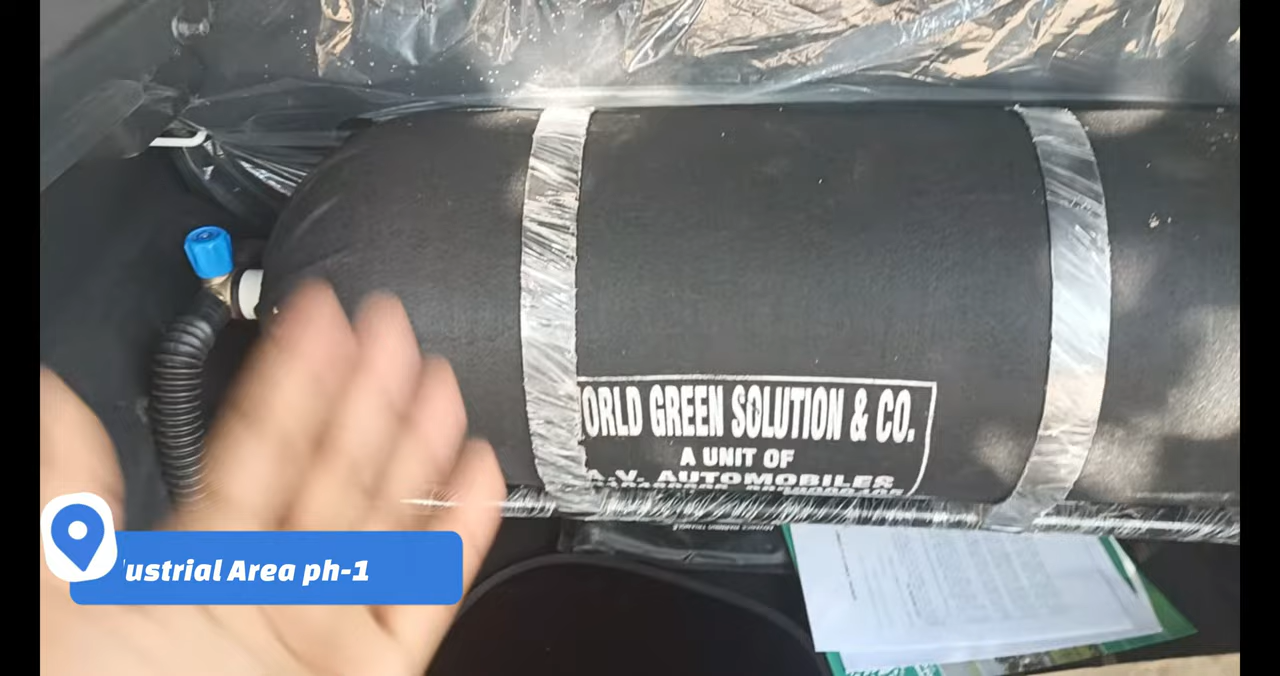 ORLD GREEN SOLUTION & CO.
A UNIT OF
A.V. AUTOMOBILES
ustrial Area ph-1